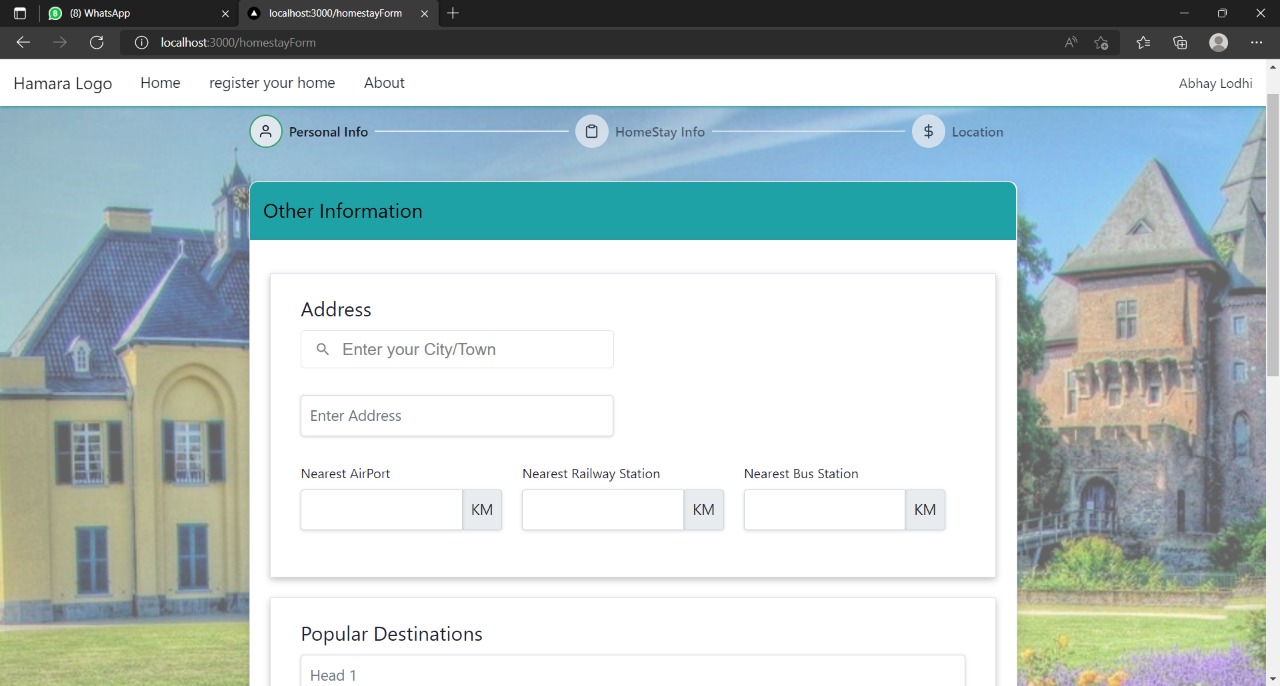 (8) WhatsApp
localhost:3000/homestayForm
localhost:3000/homestayForm
Hamara Logo Home register your home About Abhay Lodhi
Personal Info HomeStay Info $ Location
Other Information
Address
Enter your City/Town
Enter Address
Nearest AirPort Nearest Railway Station Nearest Bus Station
KM KM KM
Popular Destinations
Head 1